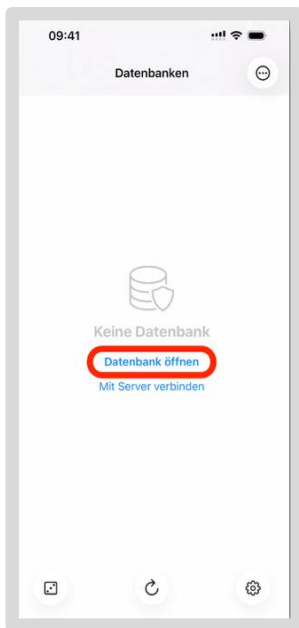 09:41
Datenbanken
Keine Datenbank
Datenbank öffnen
Mit Server verbinden